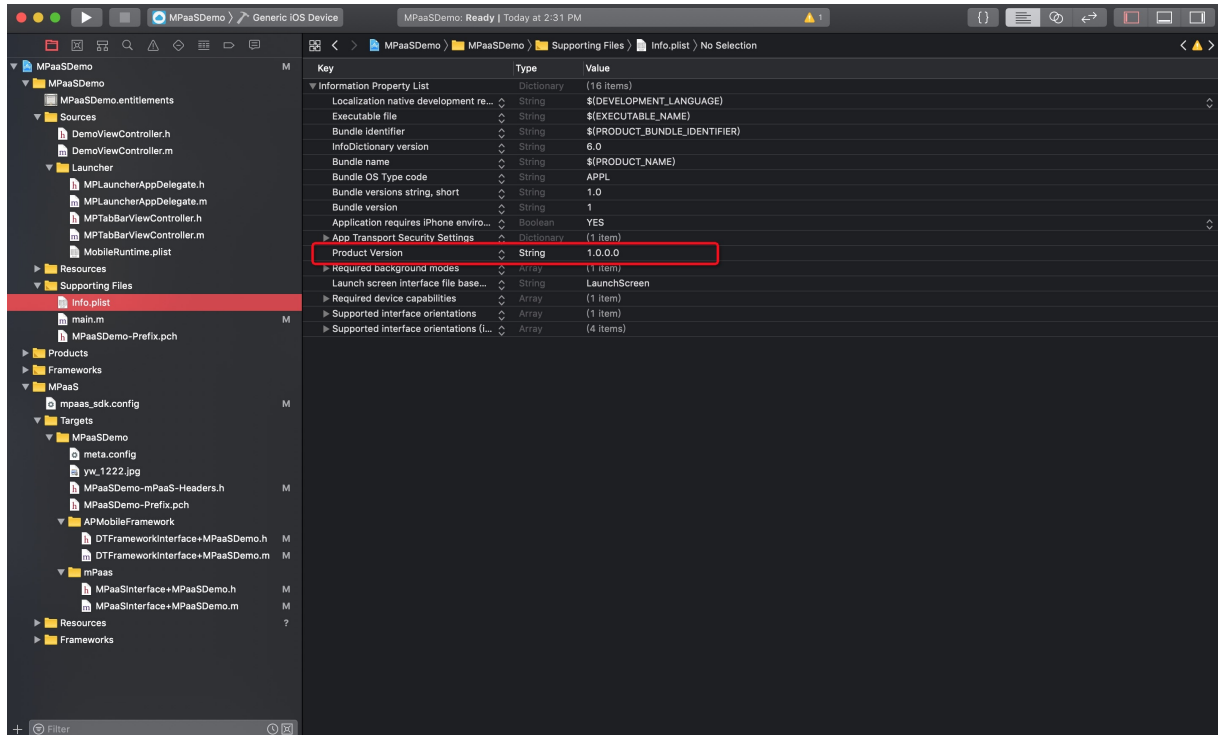 MPaaSDemo 〉 Generic iOS Device
MPaaSDemo: Ready | Today at 2:31 PM
1
MPaaSDemo 〉 MPaaSDemo 〉 Supporting Files 〉 Info.plist 〉 No Selection
MPaaSDemo M
MPaaSDemo
MPaaSDemo.entitlements
Sources
h DemoViewController.h
m DemoViewController.m
Launcher
h MPLauncherAppDelegate.h
m MPLauncherAppDelegate.m
h MPTabBarViewController.h
m MPTabBarViewController.m
MobileRuntime.plist
Resources
Supporting Files
Info.plist
m main.m M
h MPaaSDemo-Prefix.pch
Products
Frameworks
MPaaS
mpaas_sdk.config M
Targets
MPaaSDemo
meta.config
yw_1222.jpg
h MPaaSDemo-mPaaS-Headers.h M
h MPaaSDemo-Prefix.pch
APMobileFramework
h DTFrameworkInterface+MPaaSDemo.h M
m DTFrameworkInterface+MPaaSDemo.m M
mPaas
h MPaaSInterface+MPaaSDemo.h M
m MPaaSInterface+MPaaSDemo.m M
Resources ?
Frameworks
Filter
Key Type Value
Information Property List Dictionary (16 items)
Localization native development re... String $(DEVELOPMENT_LANGUAGE)
Executable file String $(EXECUTABLE_NAME)
Bundle identifier String $(PRODUCT_BUNDLE_IDENTIFIER)
InfoDictionary version String 6.0
Bundle name String $(PRODUCT_NAME)
Bundle OS Type code String APPL
Bundle versions string, short String 1.0
Bundle version String 1
Application requires iPhone enviro... Boolean YES
App Transport Security Settings Dictionary (1 item)
Product Version String 1.0.0.0
Required background modes Array (1 item)
Launch screen interface file base... String LaunchScreen
Required device capabilities Array (1 item)
Supported interface orientations Array (1 item)
Supported interface orientations (i... Array (4 items)